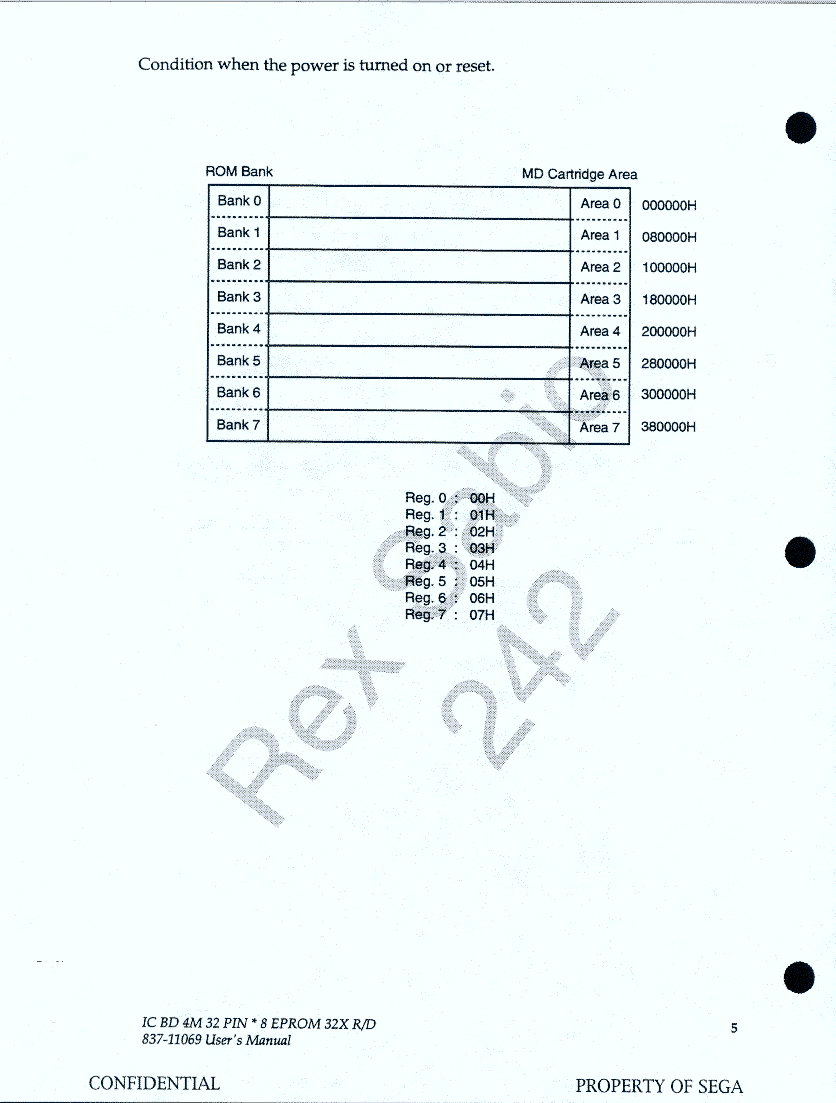 Condition when the power is turned on or reset.
ROM Bank MD Cartridge Area
Bank 0 Area 0 000000H
Bank 1 Area 1 080000H
Bank 2 Area 2 100000H
Bank 3 Area 3 180000H
Bank 4 Area 4 200000H
Bank 5 Area 5 280000H
Bank 6 Area 6 300000H
Bank 7 Area 7 380000H
Reg. 0 : 00H
Reg. 1 : 01H
Reg. 2 : 02H
Reg. 3 : 03H
Reg. 4 : 04H
Reg. 5 : 05H
Reg. 6 : 06H
Reg. 7 : 07H
Rex Sabio
242
IC BD 4M 32 PIN * 8 EPROM 32X R/D
837-11069 User's Manual
5
CONFIDENTIAL PROPERTY OF SEGA